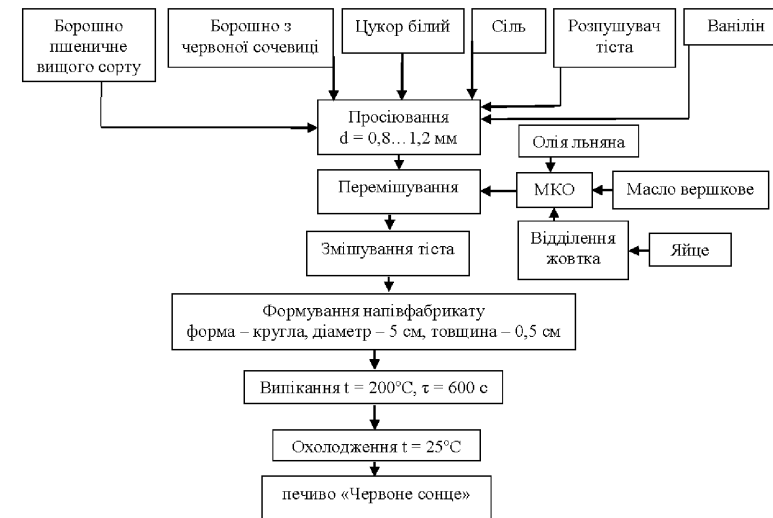 Борошно
пшеничне
вищого сорту
Борошно з
червоної сочевиці
Цукор білий
Сіль
Розпушувач
тіста
Ванілін
Просіювання
d = 0,8…1,2 мм
Олія льняна
Перемішування
МКО
Масло вершкове
Змішування тіста
Відділення
жовтка
Яйце
Формування напівфабрикату
форма – кругла, діаметр – 5 см, товщина – 0,5 см
Випікання t = 200°C, τ = 600 с
Охолодження t = 25°C
печиво «Червоне сонце»